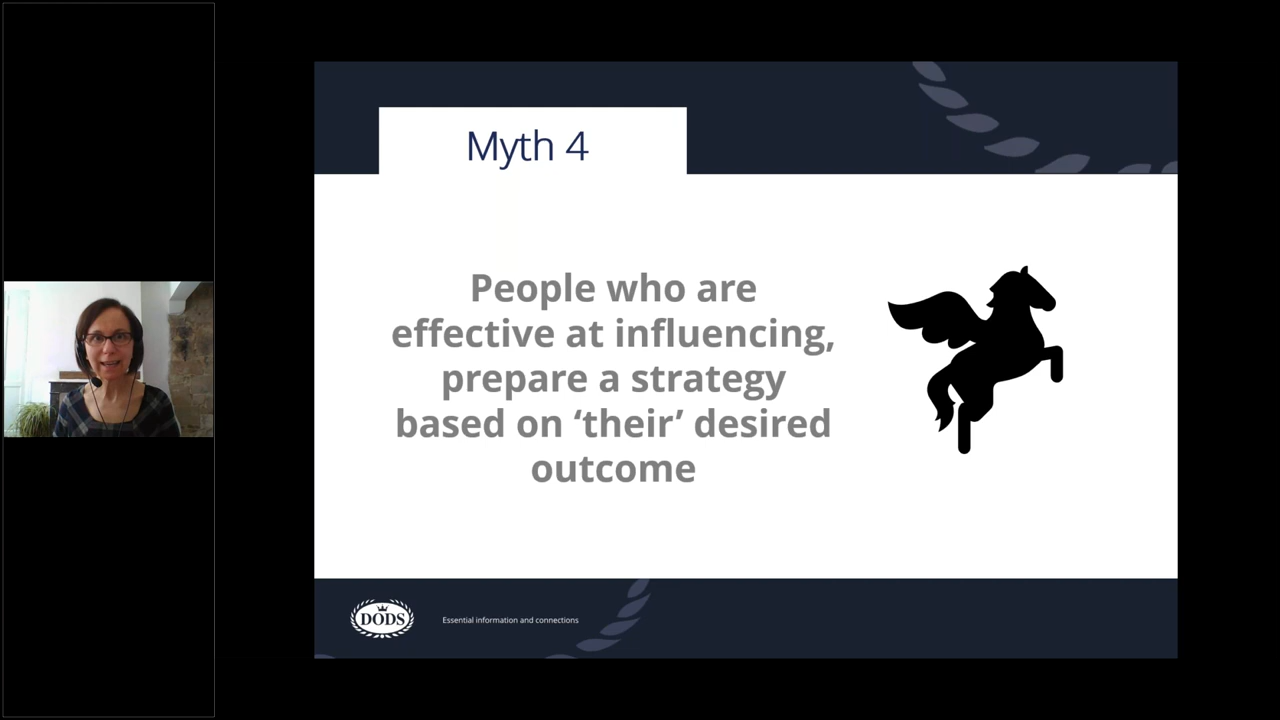 Myth 4
People who are
effective at influencing,
prepare a strategy
based on ‘their’ desired
outcome
DODS
Essential information and connections